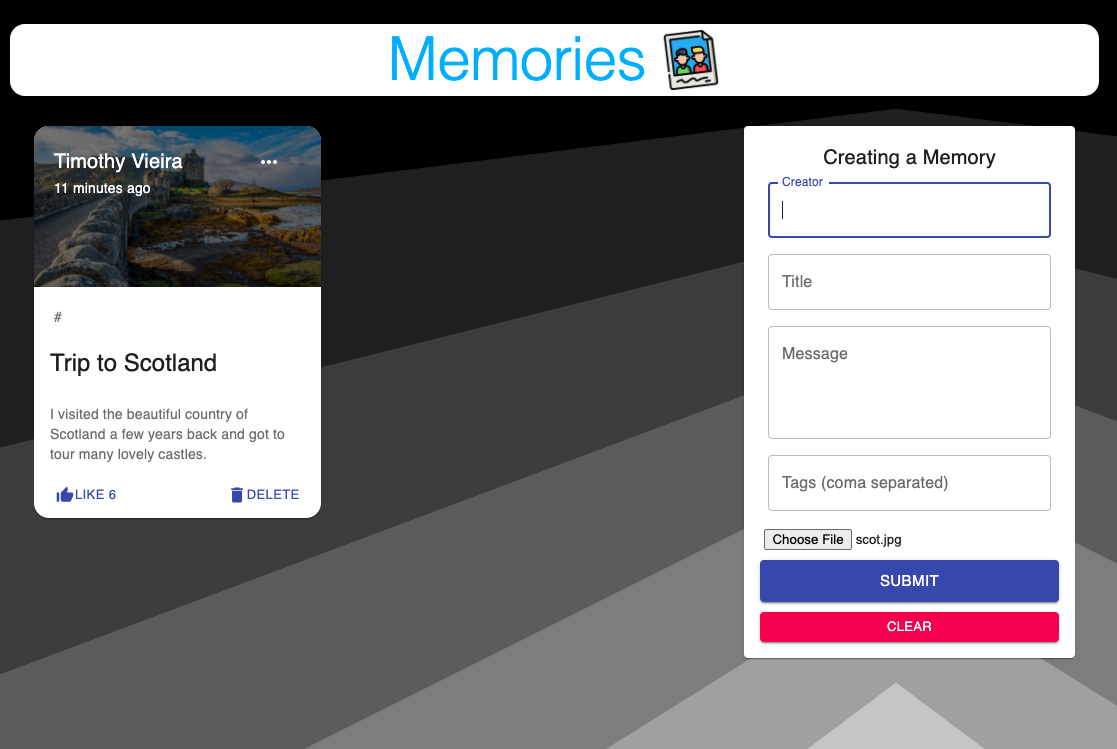 Memories
Timothy Vieira
•••
11 minutes ago
#
Trip to Scotland
I visited the beautiful country of
Scotland a few years back and got to
tour many lovely castles.
LIKE 6
DELETE
Creating a Memory
Creator
Title
Message
Tags (coma separated)
Choose File scot.jpg
SUBMIT
CLEAR